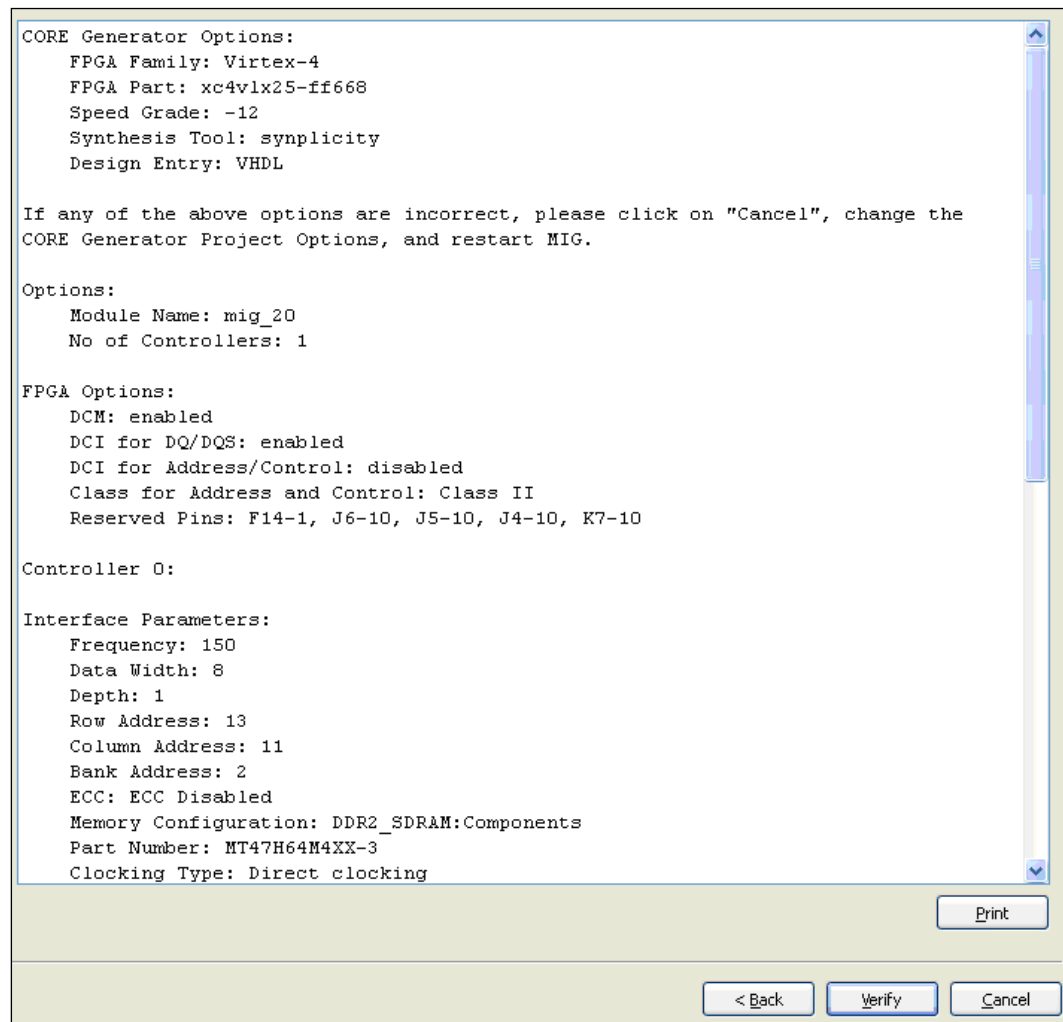 CORE Generator Options:
FPGA Family: Virtex-4
FPGA Part: xc4vlx25-ff668
Speed Grade: -12
Synthesis Tool: synplicity
Design Entry: VHDL
If any of the above options are incorrect, please click on "Cancel", change the
CORE Generator Project Options, and restart MIG.
Options:
Module Name: mig_20
No of Controllers: 1
FPGA Options:
DCM: enabled
DCI for DQ/DQS: enabled
DCI for Address/Control: disabled
Class for Address and Control: Class II
Reserved Pins: F14-1, J6-10, J5-10, J4-10, K7-10
Controller 0:
Interface Parameters:
Frequency: 150
Data Width: 8
Depth: 1
Row Address: 13
Column Address: 11
Bank Address: 2
ECC: ECC Disabled
Memory Configuration: DDR2_SDRAM:Components
Part Number: MT47H64M4XX-3
Clocking Type: Direct clocking
Print
< Back Verify Cancel